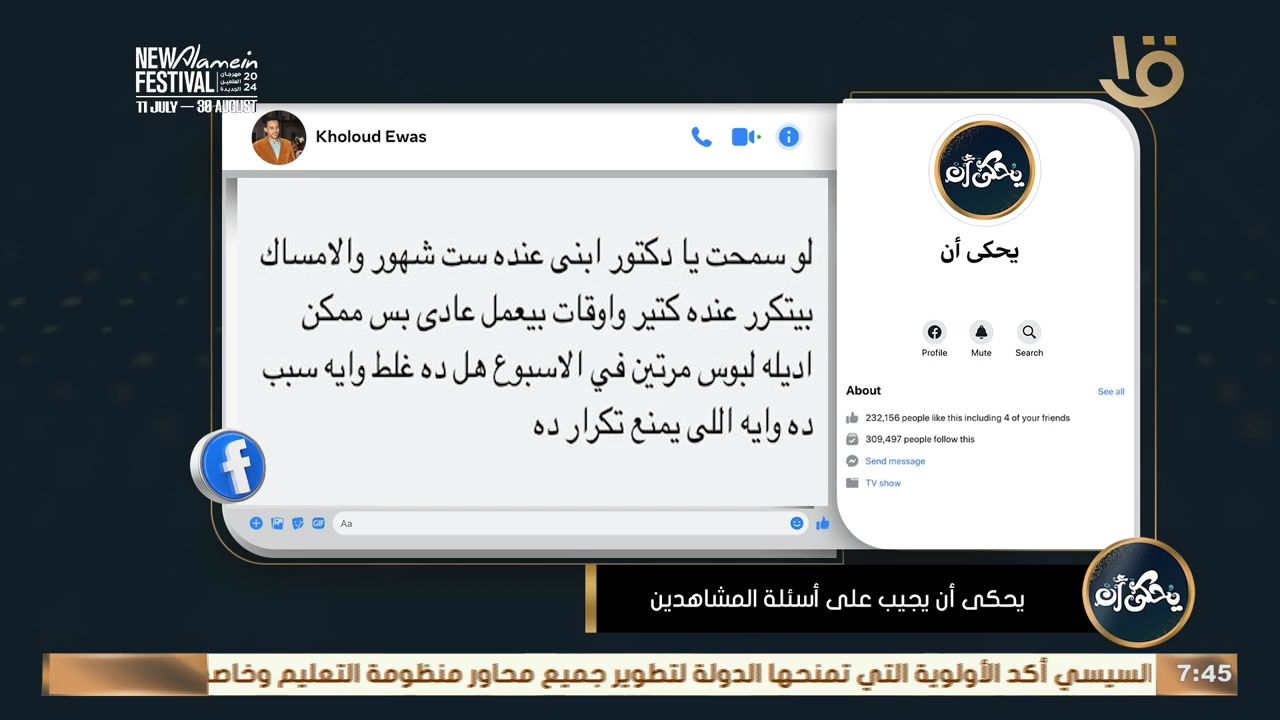 NEW Alamein
FESTIVAL مهرجان العلمين الجديدة 2024
11 JULY — 30 AUGUST
Kholoud Ewas
لو سمحت يا دكتور ابنى عنده ست شهور والامساك
بيتكرر عنده كتير واوقات بيعمل عادى بس ممكن
اديله لبوس مرتين في الاسبوع هل ده غلط وايه سبب
ده وايه اللى يمنع تكرار ده
GIF
Aa
يحكى أن
يحكى أن
Profile
Mute
Search
About
See all
232,156 people like this including 4 of your friends
309,497 people follow this
Send message
TV show
يحكى أن يجيب على أسئلة المشاهدين
يحكى أن
السيسي أكد الأولوية التي تمنحها الدولة لتطوير جميع محاور منظومة التعليم وخاص
7:45